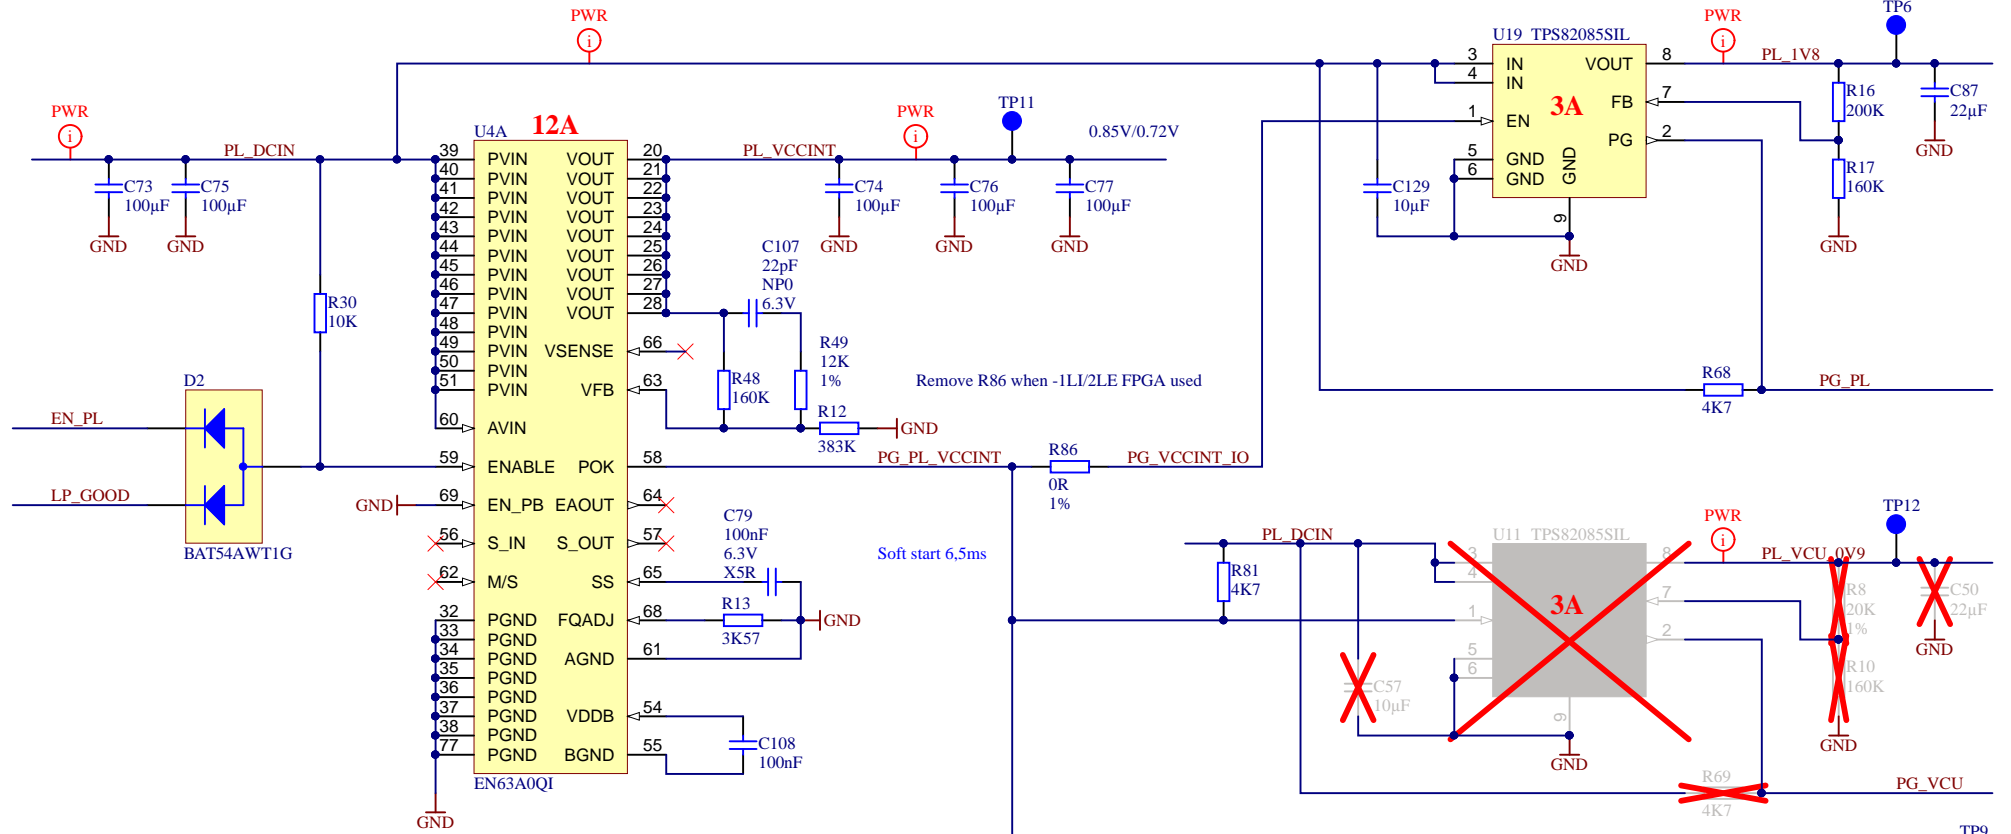 PWR
i
PL_DCIN
C73
100µF
GND
C75
100µF
GND
R30
10K
D2
EN_PL
LP_GOOD
BAT54AWT1G
PWR
i
U4A
12A
39 PVIN VOUT 20
40 PVIN VOUT 21
41 PVIN VOUT 22
42 PVIN VOUT 23
43 PVIN VOUT 24
44 PVIN VOUT 25
45 PVIN VOUT 26
46 PVIN VOUT 27
47 PVIN VOUT 28
48 PVIN
49 PVIN VSENSE 66
50 PVIN
51 PVIN VFB 63
60 AVIN
59 ENABLE POK 58
GND 69 EN_PB EAOUT 64
56 S_IN S_OUT 57
62 M/S SS 65
32 PGND FQADJ 68
33 PGND
34 PGND AGND 61
35 PGND
36 PGND
37 PGND VDDB 54
38 PGND
77 PGND BGND 55
EN63A0QI
GND
PL_VCCINT
PWR
i
TP11
0.85V/0.72V
C74
100µF
GND
C76
100µF
GND
C77
100µF
GND
C107
22pF
NP0
6.3V
R48
160K
R49
12K
1%
R12
383K
GND
Remove R86 when -1LI/2LE FPGA used
PG_PL_VCCINT
R86
0R
1%
PG_VCCINT_IO
C79
100nF
6.3V
X5R
Soft start 6,5ms
R13
3K57
GND
C108
100nF
U19 TPS82085SIL
3A
3 IN VOUT 8
4 IN
FB 7
1 EN
PG 2
5 GND
6 GND
GND
9
GND
C129
10µF
PWR
i
PL_1V8
TP6
R16
200K
R17
160K
GND
C87
22µF
GND
R68
4K7
PG_PL
PL_DCIN
R81
4K7
U11 TPS82085SIL
3A
3
4
1
5
6
8
7
2
9
GND
C57
10µF
PWR
i
PL_VCU_0V9
TP12
R8
20K
1%
R10
160K
GND
C50
22µF
GND
R69
4K7
PG_VCU
TP9